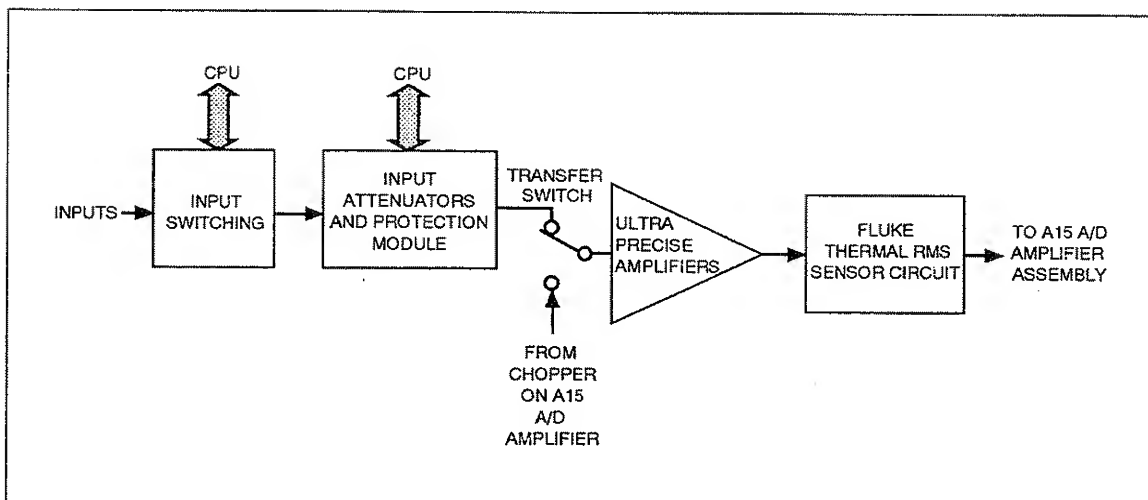 CPU
CPU
INPUTS
INPUT
SWITCHING
INPUT
ATTENUATORS
AND PROTECTION
MODULE
TRANSFER
SWITCH
ULTRA
PRECISE
AMPLIFIERS
FLUKE
THERMAL RMS
SENSOR CIRCUIT
TO A15 A/D
AMPLIFIER
ASSEMBLY
FROM
CHOPPER
ON A15
A/D
AMPLIFIER